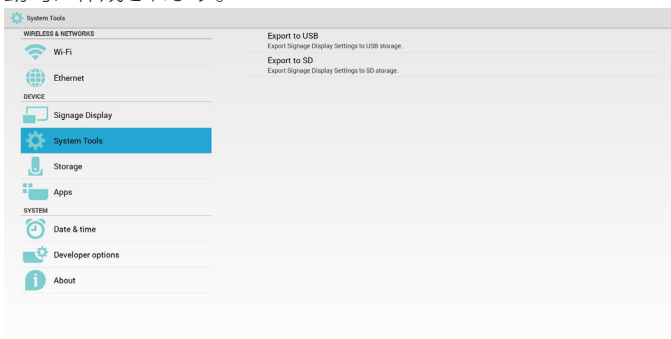 System Tools
WIRELESS & NETWORKS
Wi-Fi
Ethernet
DEVICE
Signage Display
System Tools
Storage
Apps
SYSTEM
Date & time
Developer options
About
Export to USB
Export Signage Display Settings to USB storage.
Export to SD
Export Signage Display Settings to SD storage.